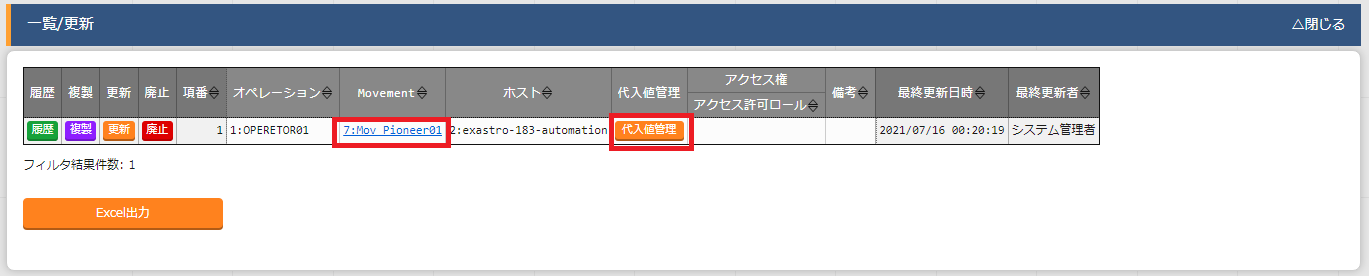 一覧/更新 △閉じる
履歴 複製 更新 廃止 項番 オペレーション Movement ホスト 代入値管理 アクセス権 備考 最終更新日時 最終更新者
アクセス許可ロール
履歴 複製 更新 廃止 1 1:OPERETOR01 7:Mov_Pioneer01 2:exastro-183-automation 代入値管理 2021/07/16 00:20:19 システム管理者
フィルタ結果件数: 1
Excel出力